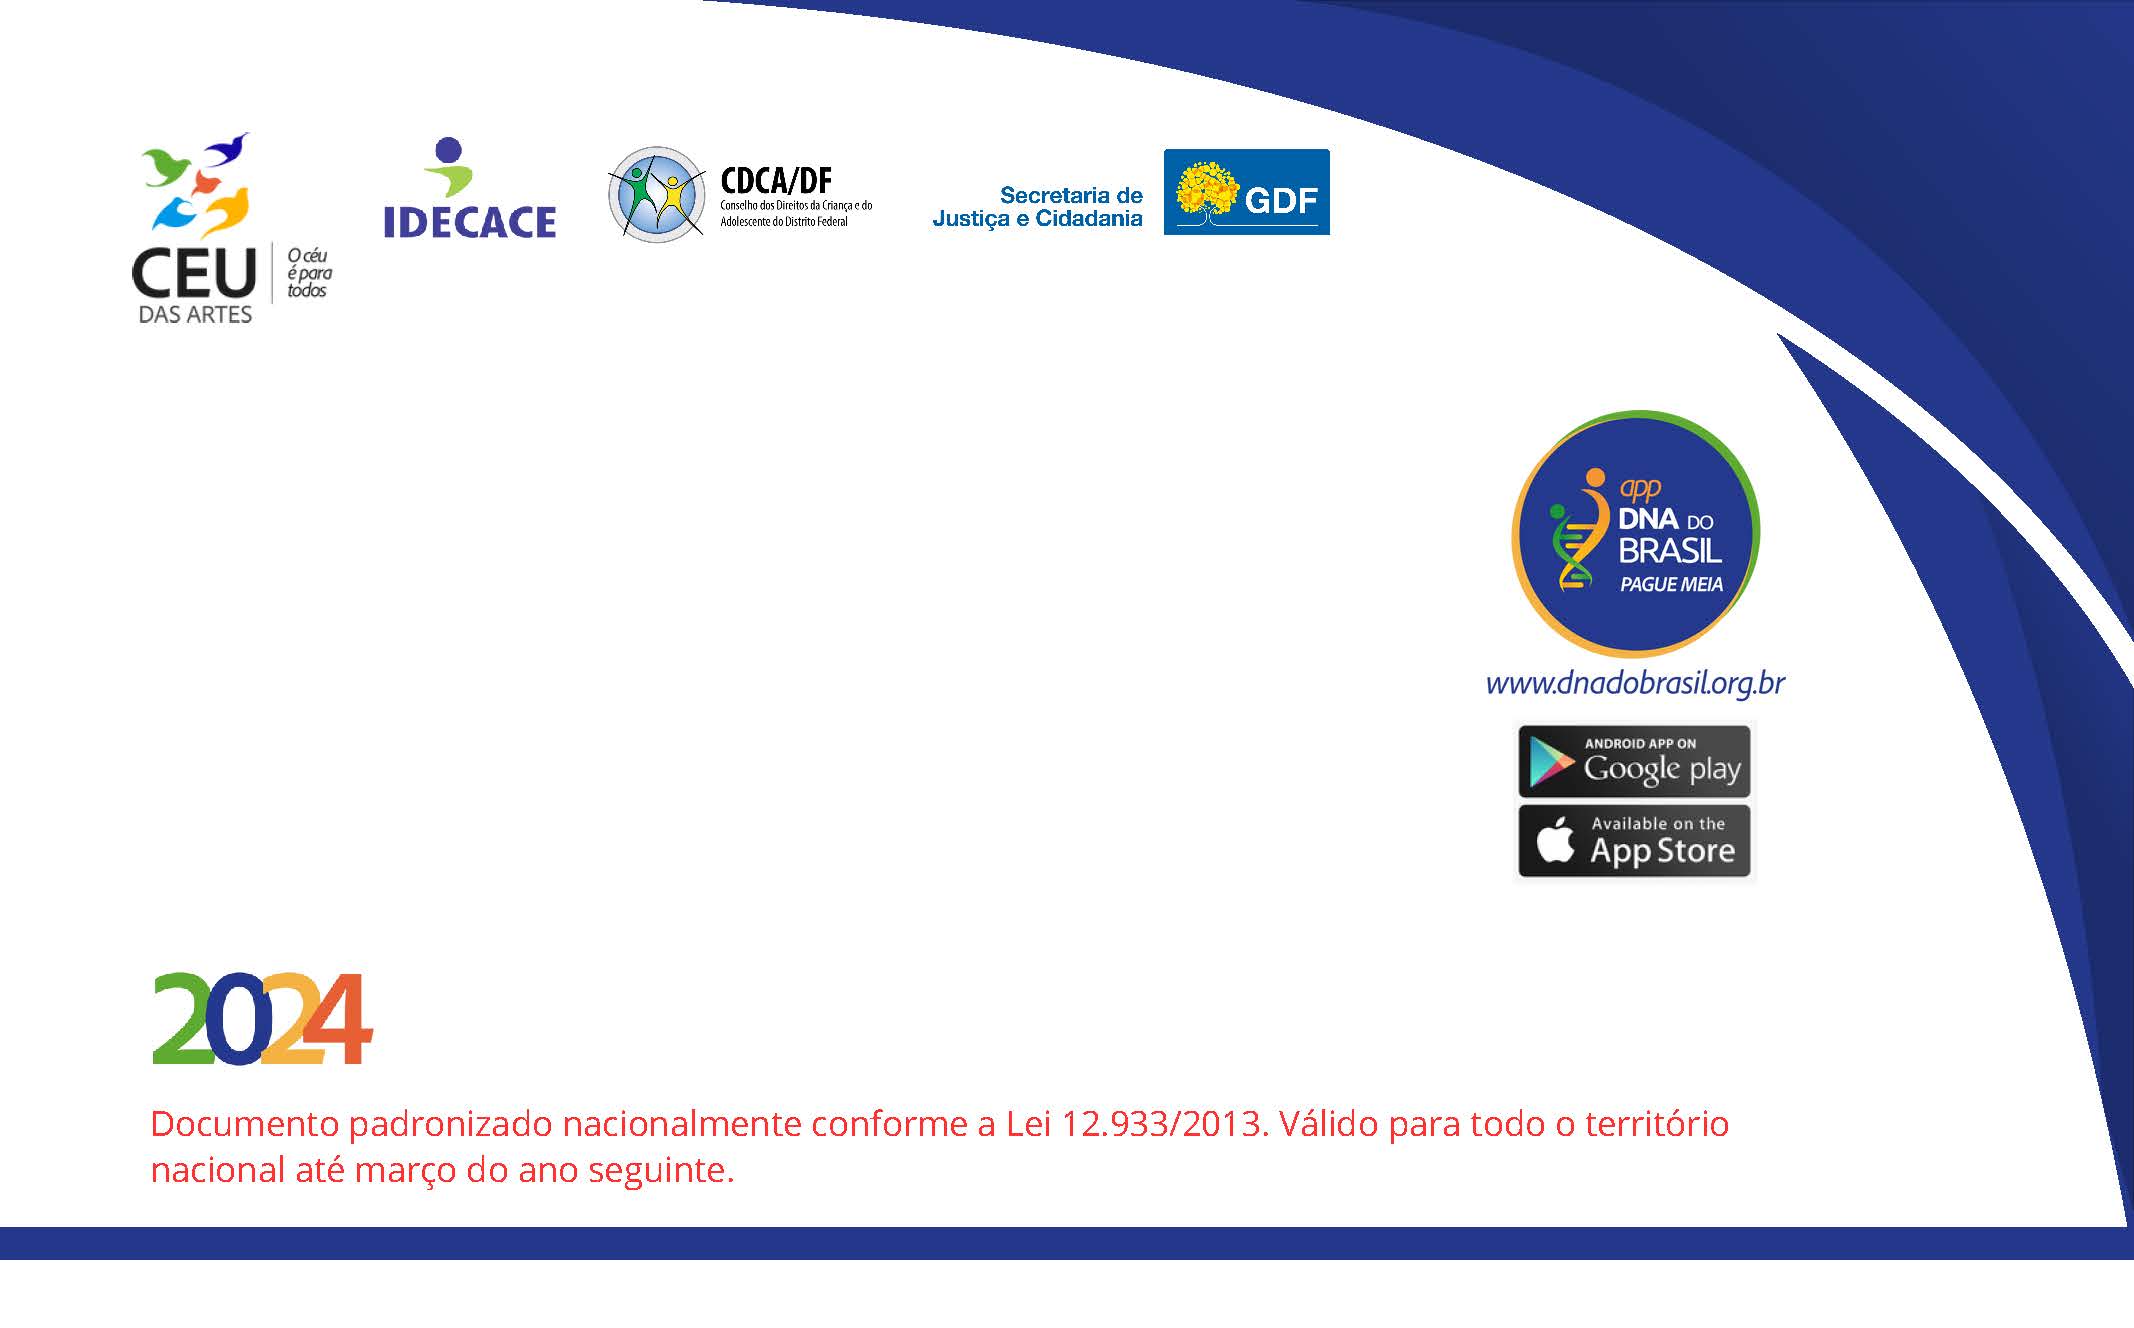 CEU
DAS ARTES
O céu
é para
todos
IDECACE
CDCA/DF
Conselho dos Direitos da Criança e do
Adolescente do Distrito Federal
Secretaria de
Justiça e Cidadania
GDF
app
DNA DO
BRASIL
PAGUE MEIA
www.dnadobrasil.org.br
ANDROID APP ON
Google play
Available on the
App Store
2024
Documento padronizado nacionalmente conforme a Lei 12.933/2013. Válido para todo o território
nacional até março do ano seguinte.